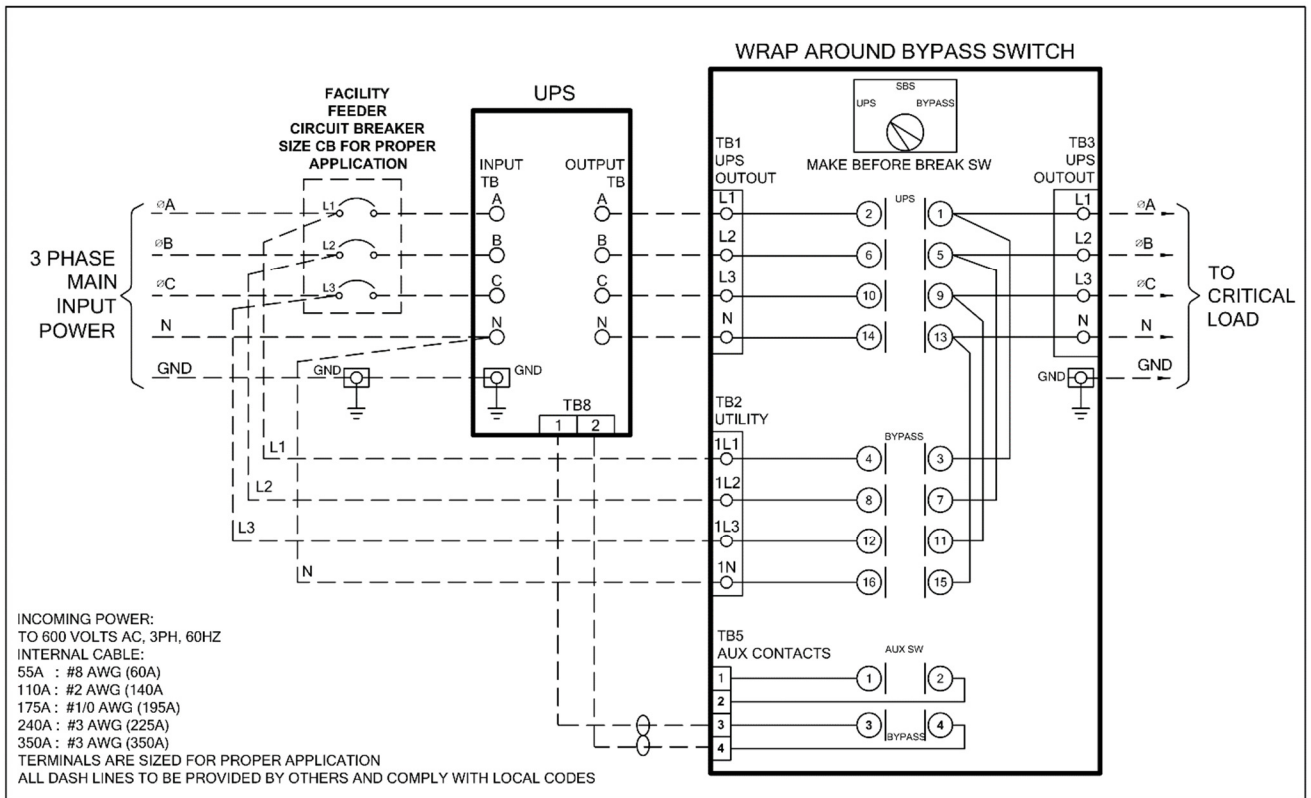 WRAP AROUND BYPASS SWITCH
SBS
UPS BYPASS
MAKE BEFORE BREAK SW
FACILITY
FEEDER
CIRCUIT BREAKER
SIZE CB FOR PROPER
APPLICATION
UPS
INPUT
TB
OUTPUT
TB
TB1
UPS
OUTOUT
TB3
UPS
OUTOUT
3 PHASE
MAIN
INPUT
POWER
øA
øB
øC
N
GND
L1
L2
L3
GND
A
B
C
N
GND
A
B
C
N
L1
L2
L3
N
UPS
2 1
6 5
10 9
14 13
L1
L2
L3
N
GND
øA
øB
øC
N
GND
TO
CRITICAL
LOAD
TB8
1 2
L1
L2
L3
N
TB2
UTILITY
1L1
1L2
1L3
1N
BYPASS
4 3
8 7
12 11
16 15
TB5
AUX CONTACTS
1
2
3
4
AUX SW
1 2
3 4
BYPASS
INCOMING POWER:
TO 600 VOLTS AC, 3PH, 60HZ
INTERNAL CABLE:
55A : #8 AWG (60A)
110A : #2 AWG (140A
175A : #1/0 AWG (195A)
240A : #3 AWG (225A)
350A : #3 AWG (350A)
TERMINALS ARE SIZED FOR PROPER APPLICATION
ALL DASH LINES TO BE PROVIDED BY OTHERS AND COMPLY WITH LOCAL CODES